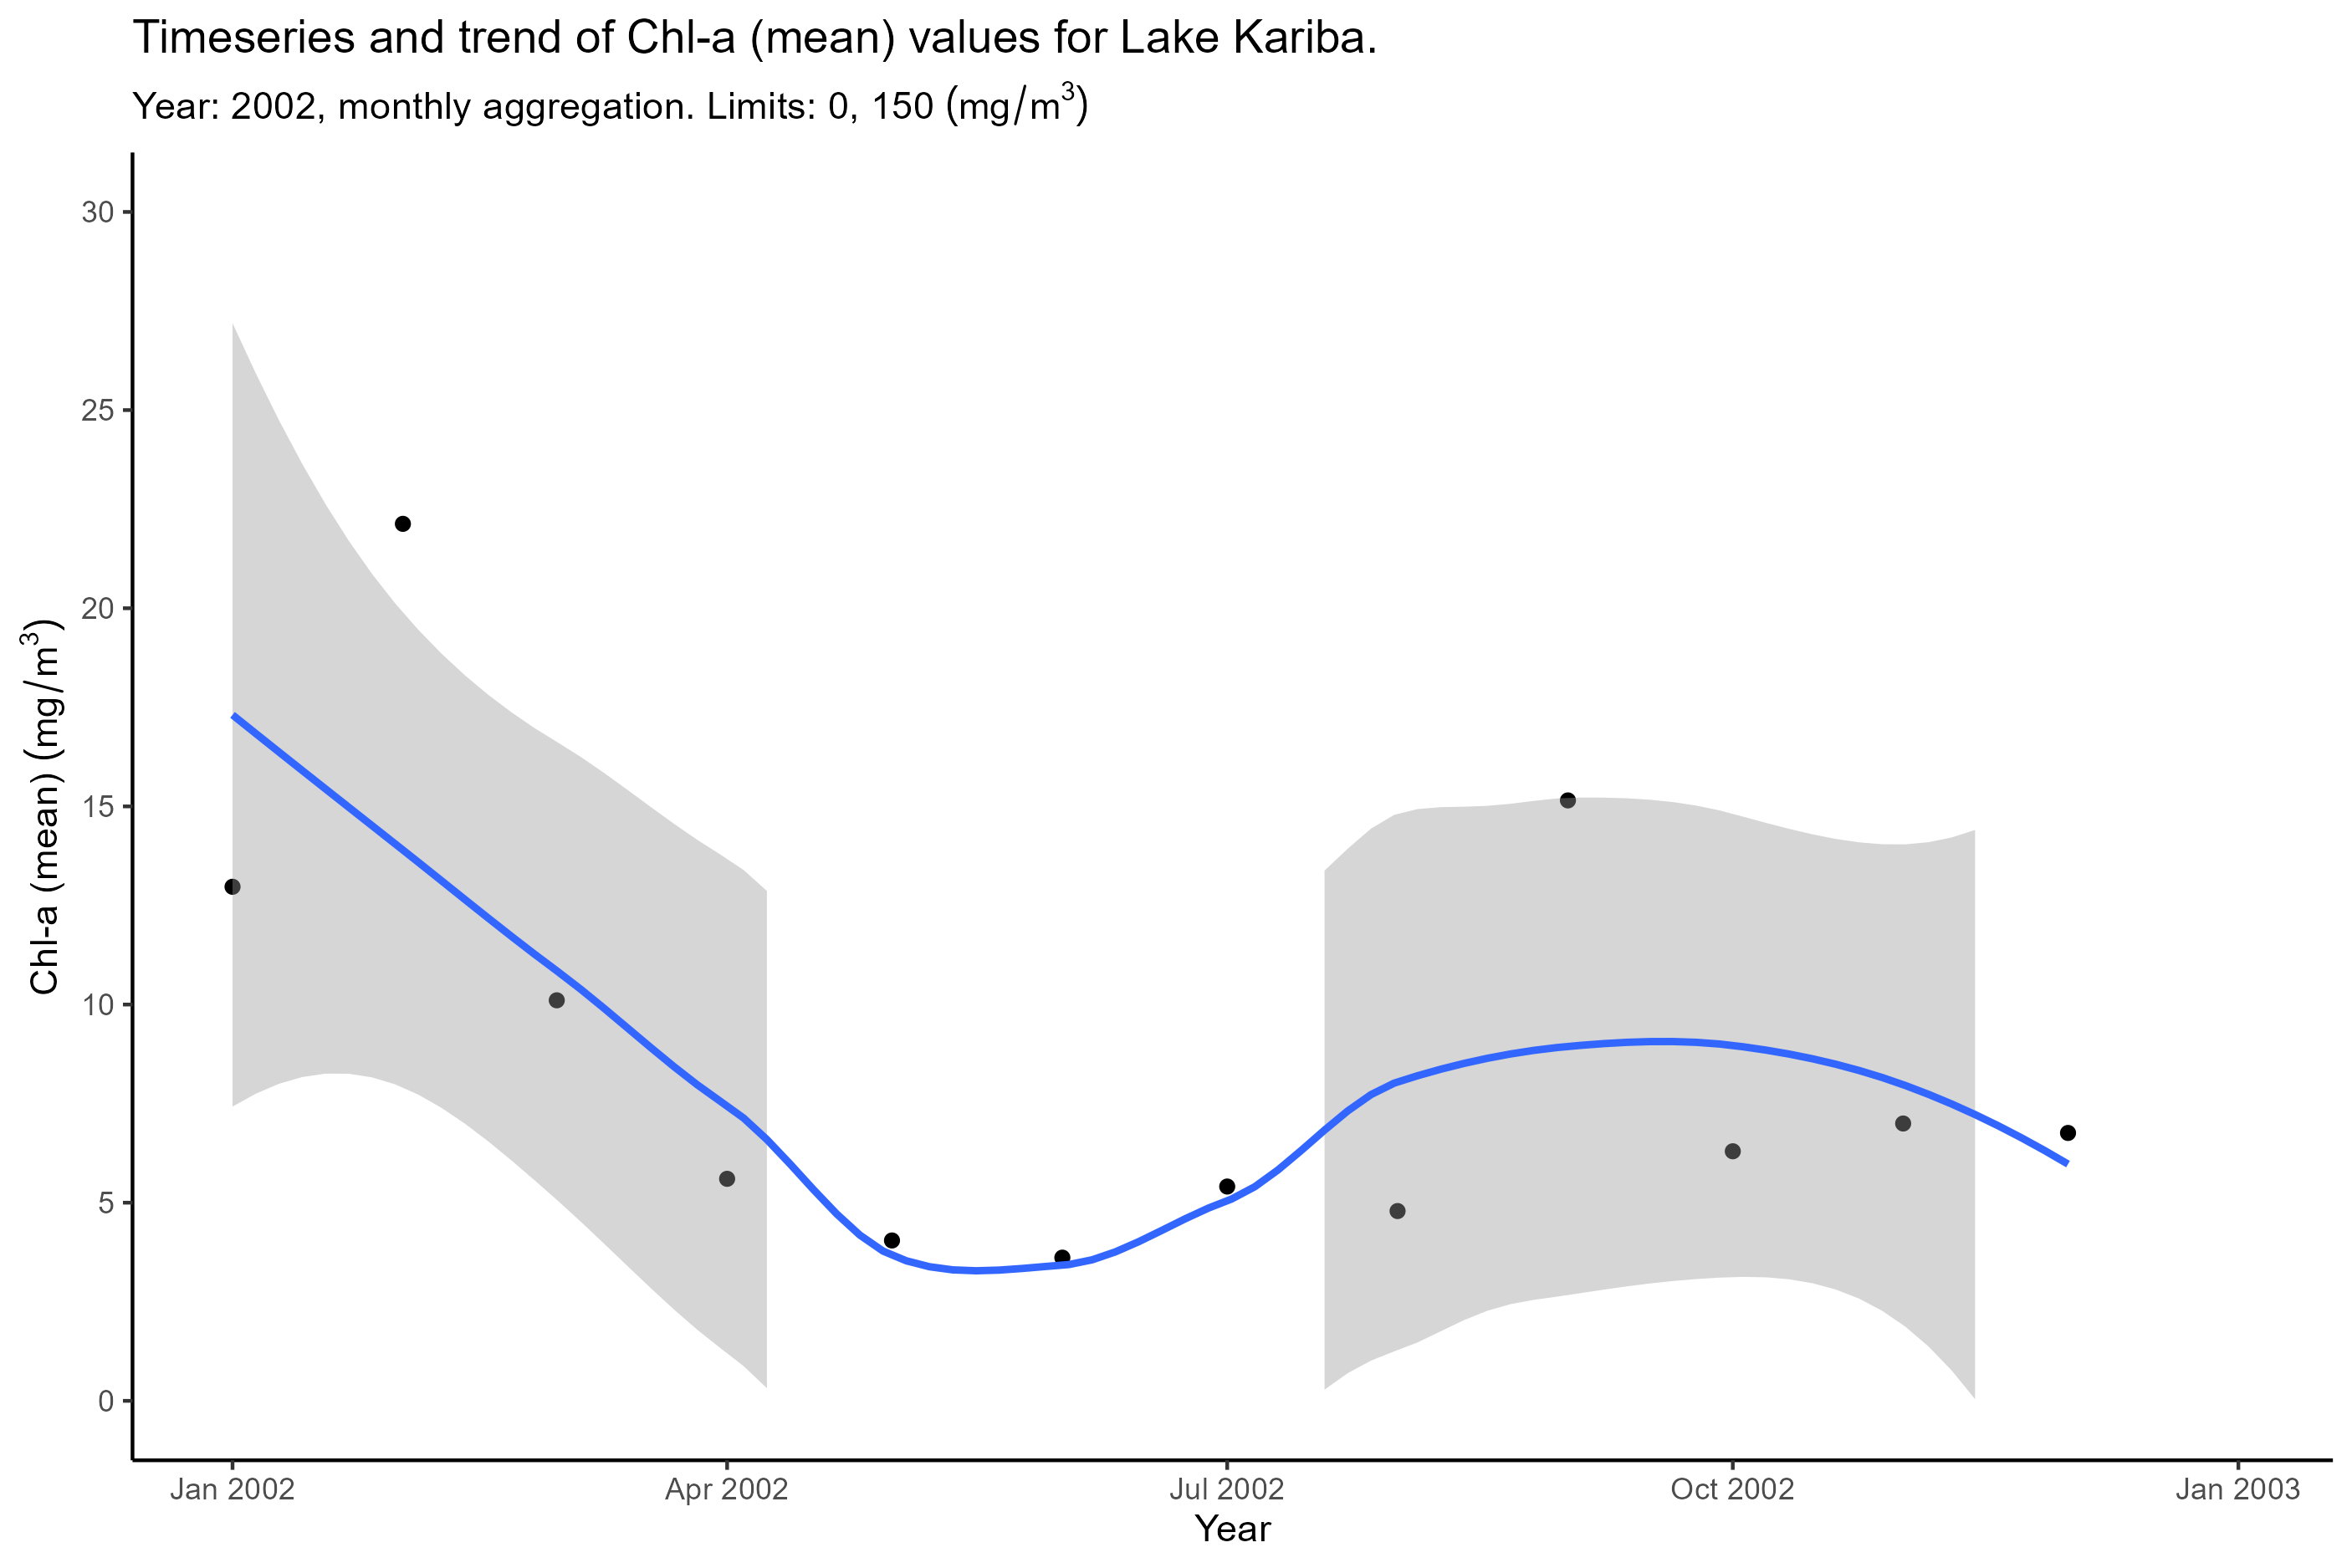 Timeseries and trend of Chl-a (mean) values for Lake Kariba.
Year: 2002, monthly aggregation. Limits: 0, 150 (mg/m³)
Chl-a (mean) (mg/m³)
30
25
20
15
10
5
0
Jan 2002
Apr 2002
Jul 2002
Oct 2002
Jan 2003
Year